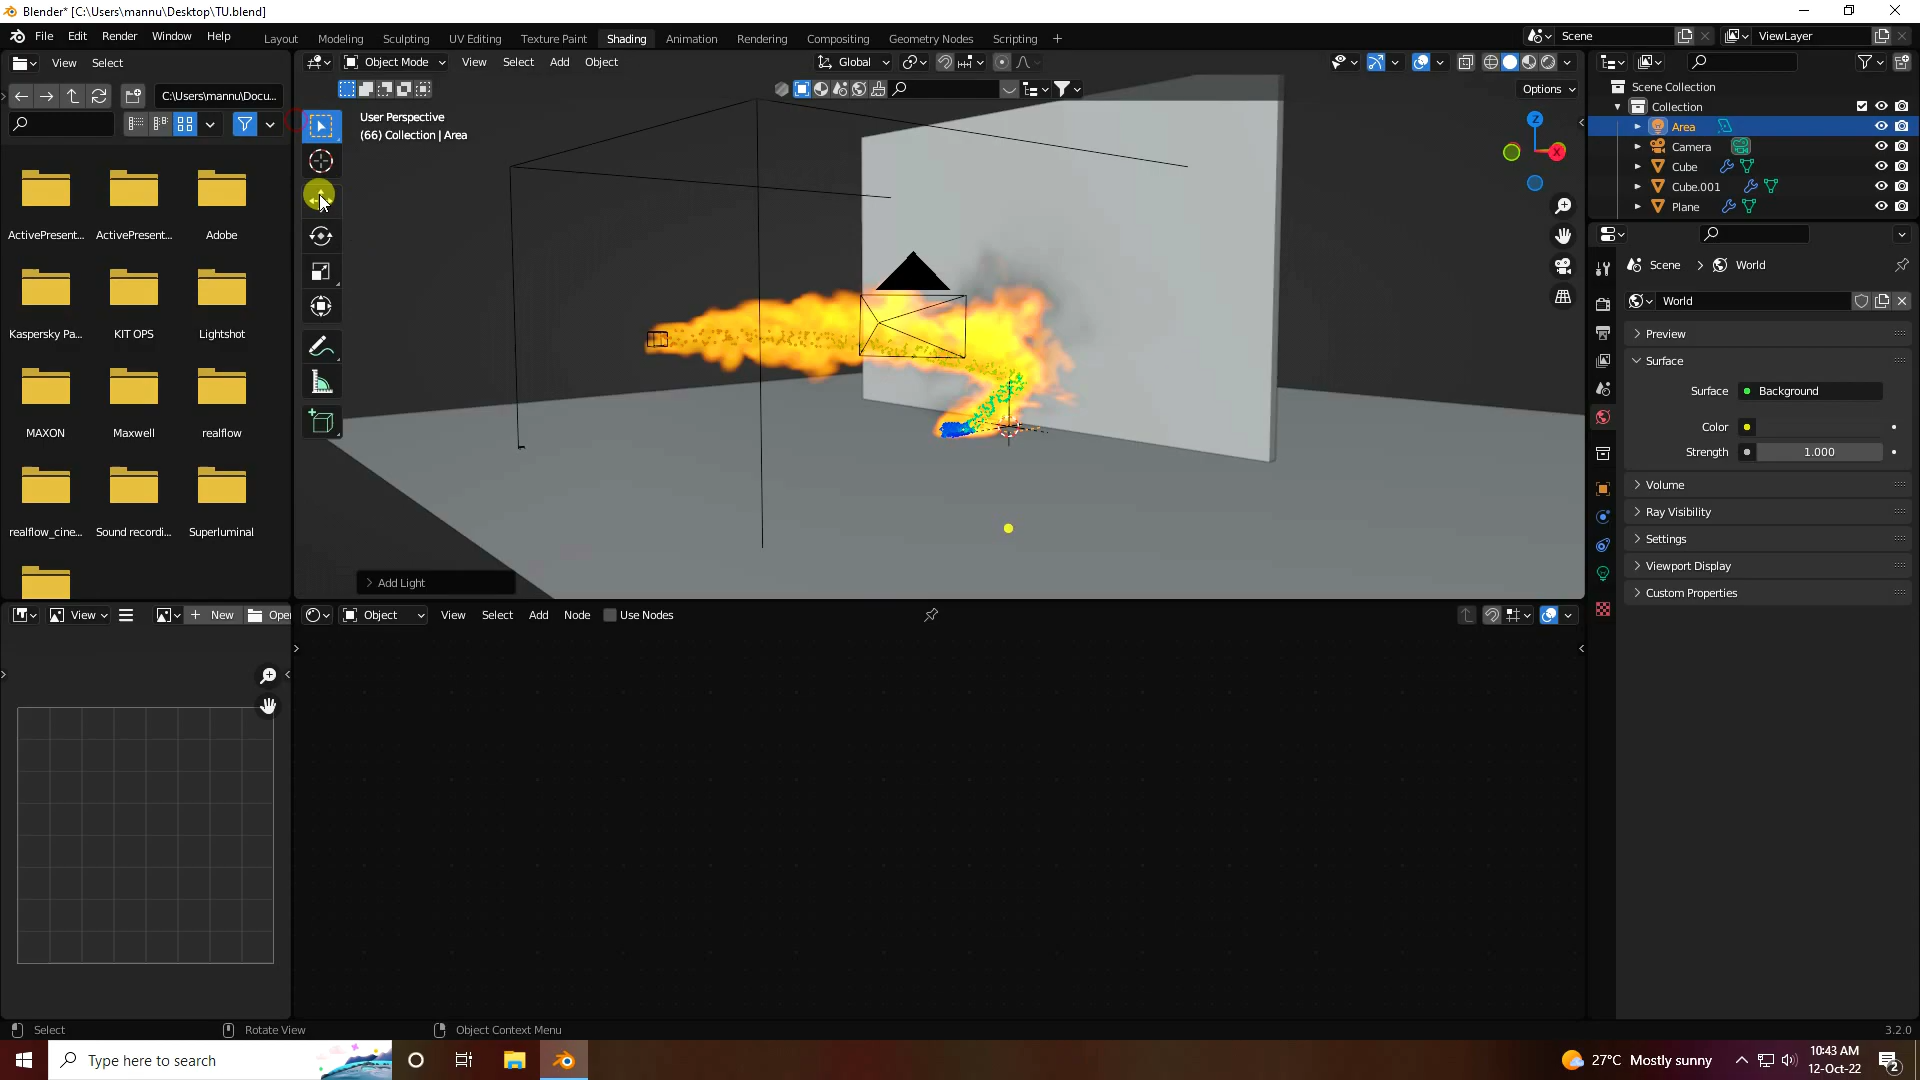 Blender* [C:\Users\mannu\Desktop\TU.blend]
File Edit Render Window Help
Layout Modeling Sculpting UV Editing Texture Paint Shading Animation Rendering Compositing Geometry Nodes Scripting +
Scene
ViewLayer
View Select
Object Mode View Select Add Object
Global
C:\Users\mannu\Docu...
Options
User Perspective
(66) Collection | Area
Z
X
Scene Collection
Collection
Area
Camera
Cube
Cube.001
Plane
ActivePresent... ActivePresent... Adobe
Kaspersky Pa... KIT OPS Lightshot
MAXON Maxwell realflow
realflow_cine... Sound recordi... Superluminal
Scene > World
World
Preview
Surface
Surface Background
Color
Strength 1.000
Volume
Ray Visibility
Settings
Viewport Display
Custom Properties
Add Light
View New Ope
Object View Select Add Node Use Nodes
Select Rotate View Object Context Menu
3.2.0
Type here to search
27°C Mostly sunny
10:43 AM
12-Oct-22
2